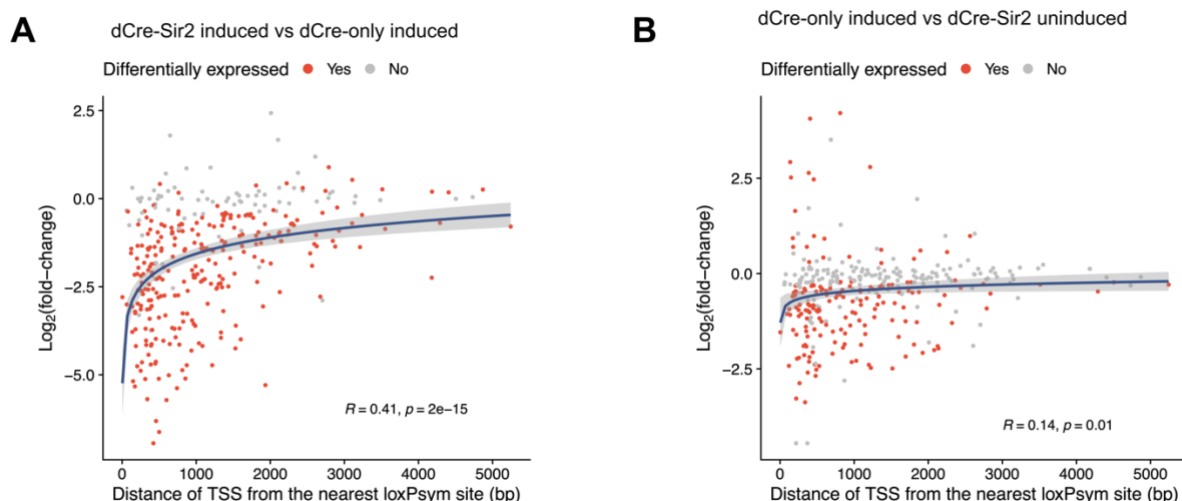 A
dCre-Sir2 induced vs dCre-only induced
Differentially expressed Yes No
2.5
0.0
−2.5
−5.0
Log2(fold−change)
R = 0.41, p = 2e−15
0 1000 2000 3000 4000 5000
Distance of TSS from the nearest loxPsym site (bp)
B
dCre-only induced vs dCre-Sir2 uninduced
Differentially expressed Yes No
2.5
0.0
−2.5
Log2(fold−change)
R = 0.14, p = 0.01
0 1000 2000 3000 4000 5000
Distance of TSS from the nearest loxPsym site (bp)